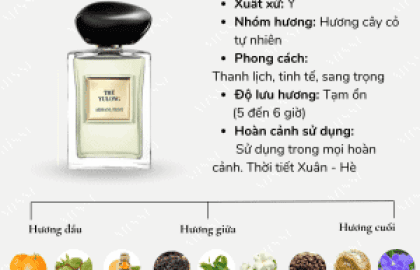 • Xuất xứ: Ý
• Nhóm hương: Hương cây cỏ
tự nhiên
• Phong cách:
Thanh lịch, tinh tế, sang trọng
• Độ lưu hương: Tạm ổn
(5 đến 6 giờ)
• Hoàn cảnh sử dụng:
Sử dụng trong mọi hoàn
cảnh. Thời tiết Xuân - Hè
THÉ
YULONG
Hương đầu
Hương giữa
Hương cuối